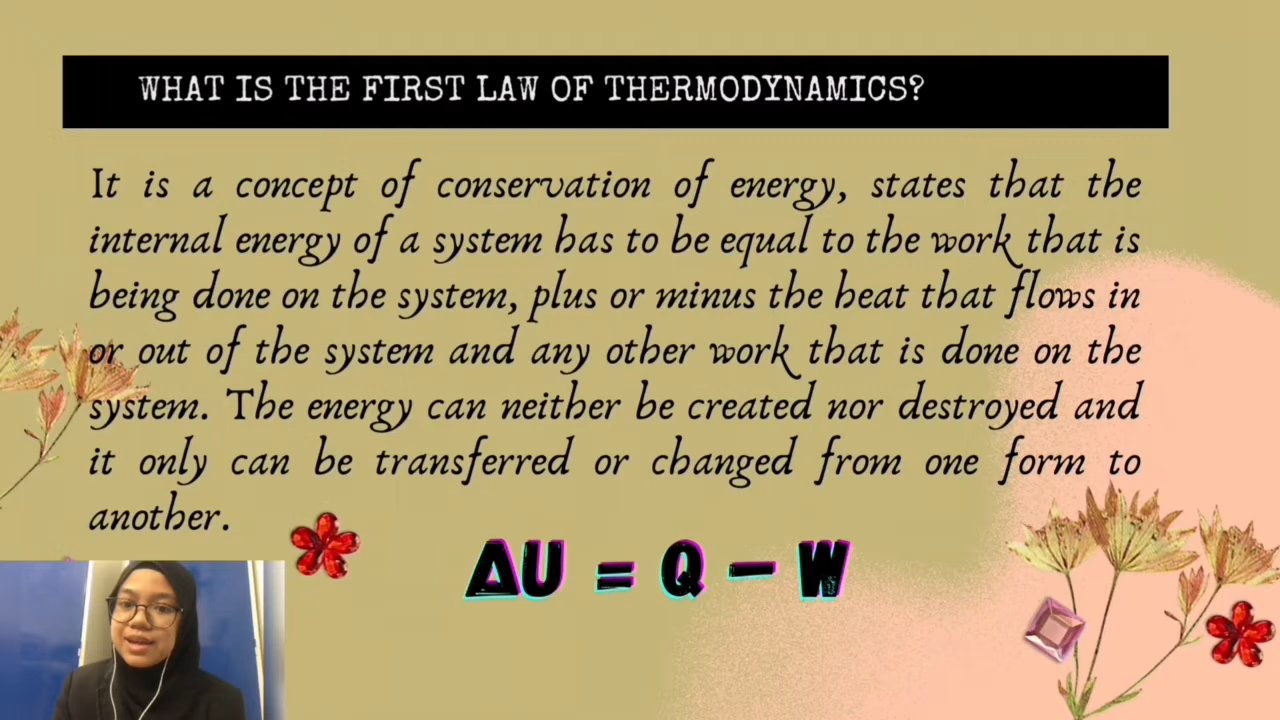 WHAT IS THE FIRST LAW OF THERMODYNAMICS?
It is a concept of conservation of energy, states that the
internal energy of a system has to be equal to the work that is
being done on the system, plus or minus the heat that flows in
or out of the system and any other work that is done on the
system. The energy can neither be created nor destroyed and
it only can be transferred or changed from one form to
another.
ΔU = Q – W